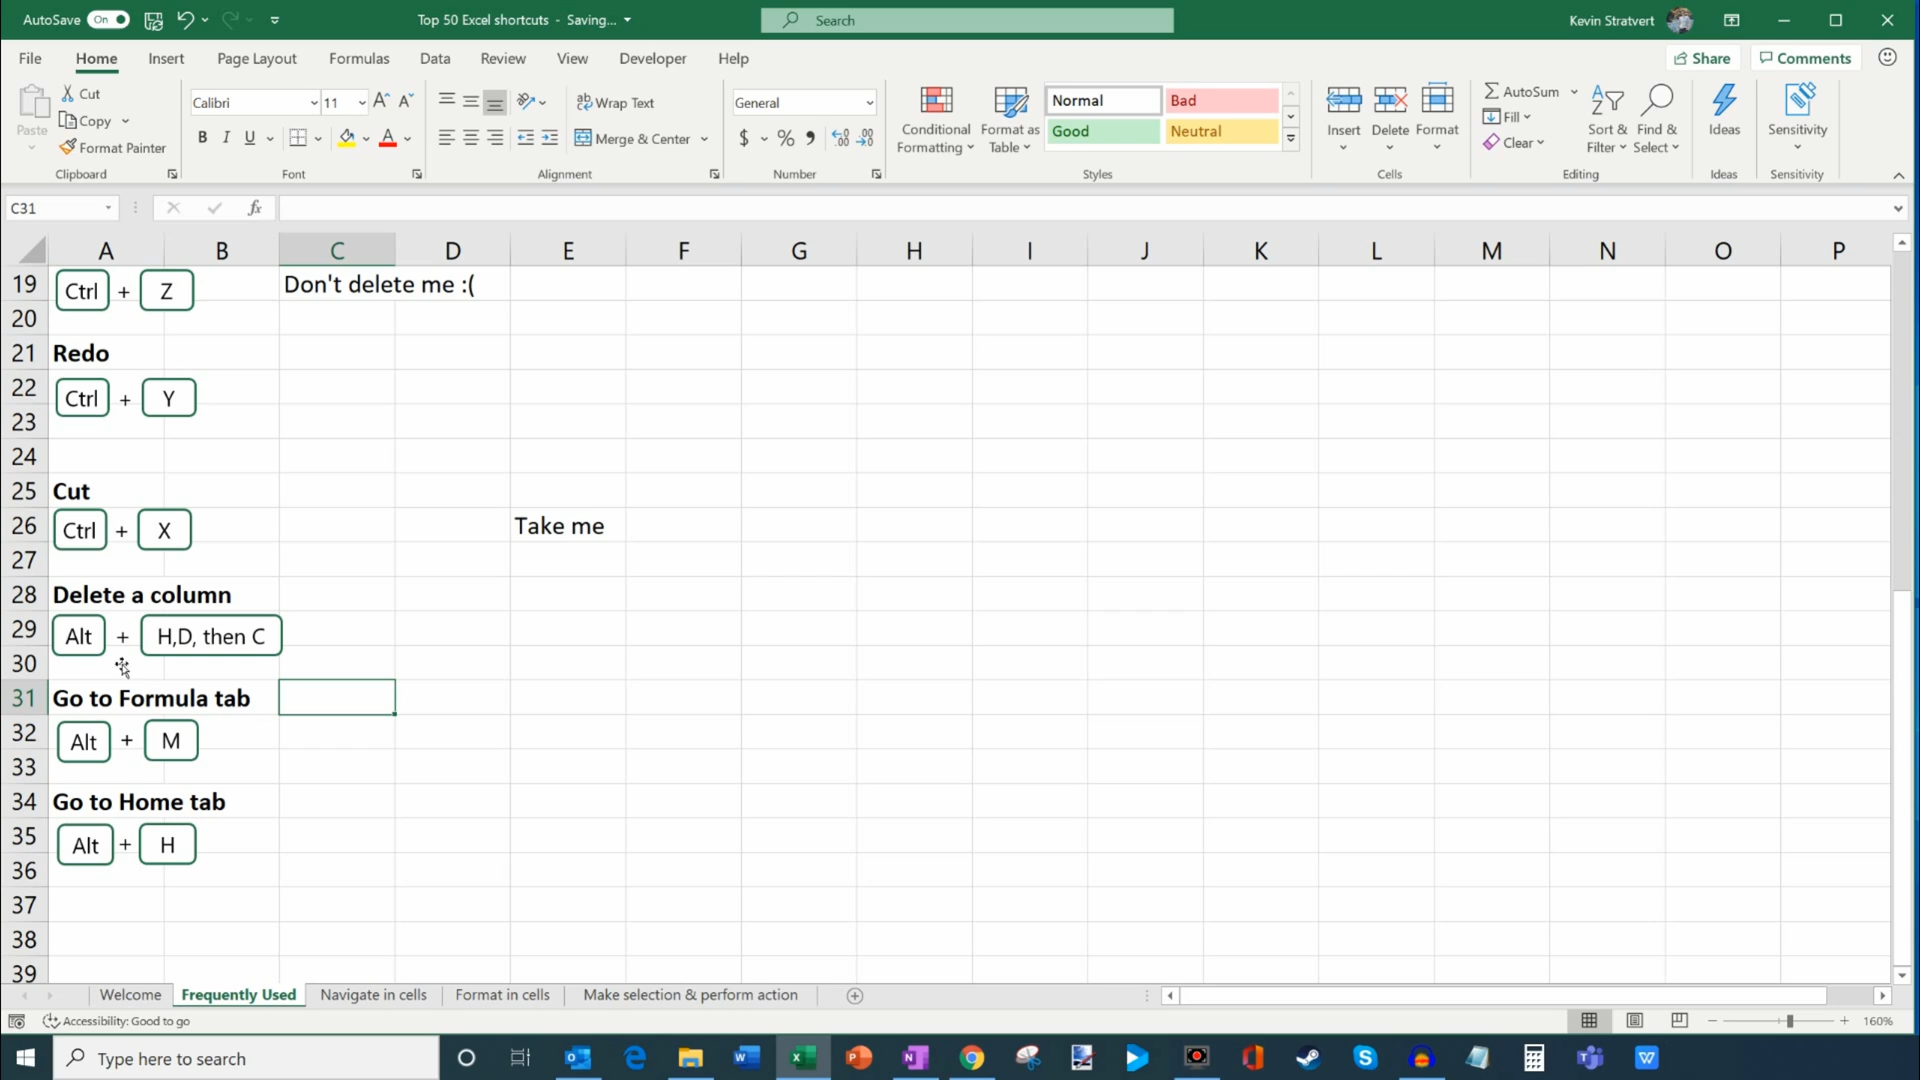 AutoSave On
Top 50 Excel shortcuts - Saving...
Search
Kevin Stratvert
File Home Insert Page Layout Formulas Data Review View Developer Help
Share Comments
Paste
Cut
Copy
Format Painter
Clipboard
Calibri 11
B I U
A
Font
ab Wrap Text
Merge & Center
Alignment
General
$ % ,
Number
Conditional Formatting
Format as Table
Normal Bad
Good Neutral
Styles
Insert Delete Format
Cells
AutoSum
Fill
Clear
Sort & Filter
Find & Select
Editing
Ideas
Ideas
Sensitivity
Sensitivity
C31
fx
A B C D E F G H I J K L M N O P
19 Ctrl + Z Don't delete me :(
20
21 Redo
22 Ctrl + Y
23
24
25 Cut
26 Ctrl + X Take me
27
28 Delete a column
29 Alt + H,D, then C
30
31 Go to Formula tab
32 Alt + M
33
34 Go to Home tab
35 Alt + H
36
37
38
39
Welcome Frequently Used Navigate in cells Format in cells Make selection & perform action
Accessibility: Good to go
160%
Type here to search